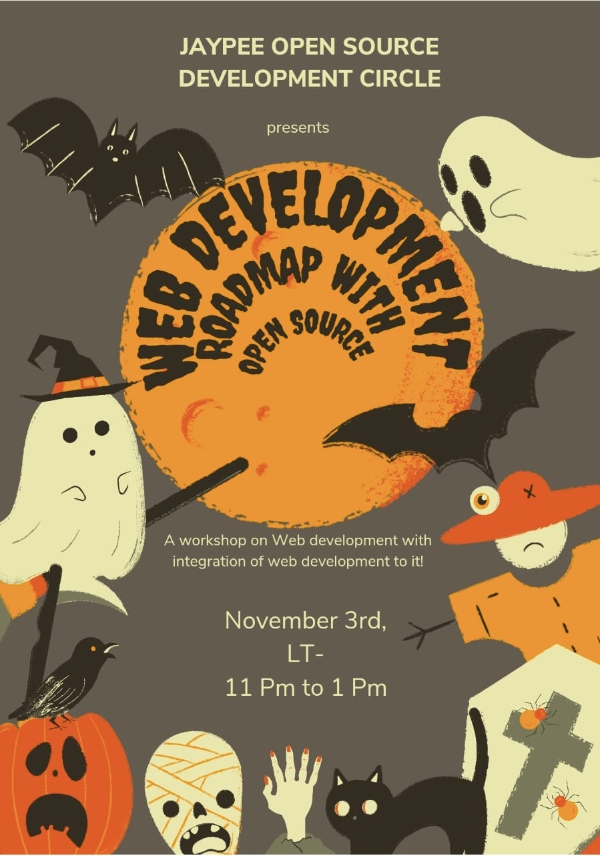 JAYPEE OPEN SOURCE
DEVELOPMENT CIRCLE
presents
WEB DEVELOPMENT
ROADMAP WITH
OPEN SOURCE
A workshop on Web development with
integration of web development to it!
November 3rd,
LT-
11 Pm to 1 Pm